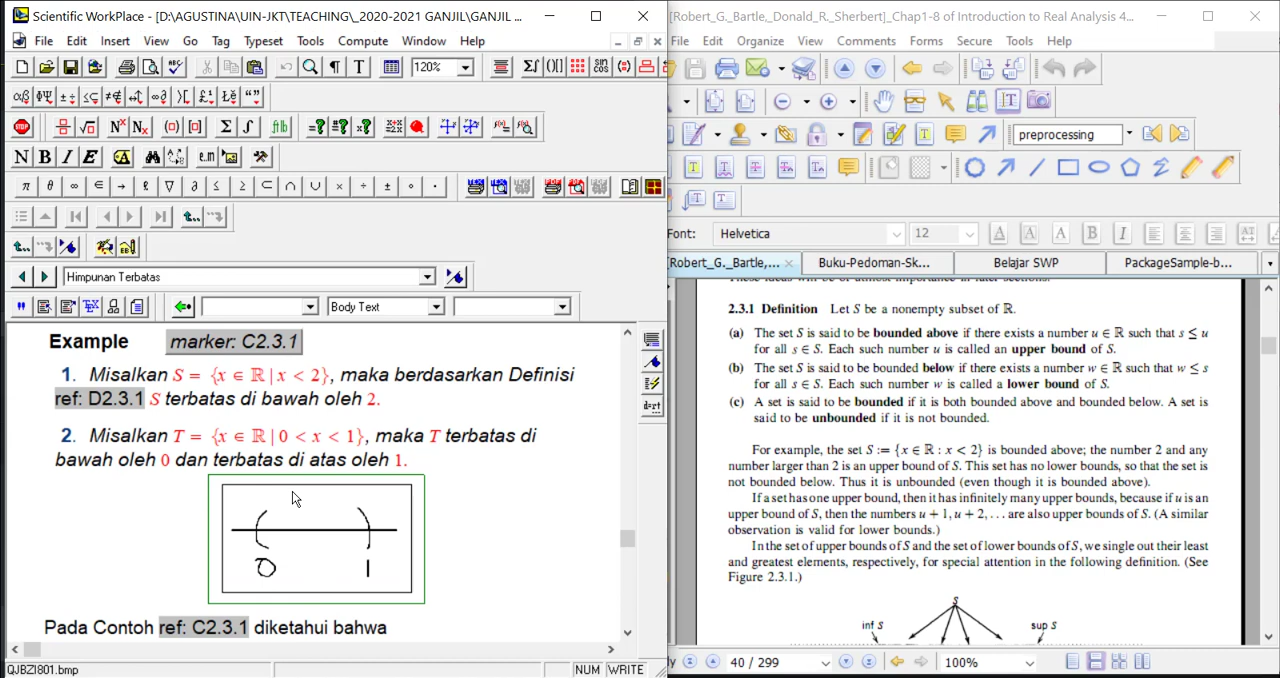 Scientific WorkPlace - [D:\AGUSTINA\UIN-JKT\TEACHING\_2020-2021 GANJIL\GANJIL ...
File Edit Insert View Go Tag Typeset Tools Compute Window Help
120%
Himpunan Terbatas
Body Text
Example marker: C2.3.1
1. Misalkan S = {x ∈ ℝ | x < 2}, maka berdasarkan Definisi
ref: D2.3.1 S terbatas di bawah oleh 2.
2. Misalkan T = {x ∈ ℝ | 0 < x < 1}, maka T terbatas di
bawah oleh 0 dan terbatas di atas oleh 1.
( )
0 1
Pada Contoh ref: C2.3.1 diketahui bahwa
QJBZI801.bmp NUM WRITE
[Robert_G._Bartle,_Donald_R._Sherbert]_Chap1-8 of Introduction to Real Analysis 4...
File Edit Organize View Comments Forms Secure Tools Help
preprocessing
Font: Helvetica 12
[Robert_G._Bartle,... Buku-Pedoman-Sk... Belajar SWP PackageSample-b...
These ideas will be of utmost importance in later sections.
2.3.1 Definition Let S be a nonempty subset of ℝ.
(a) The set S is said to be bounded above if there exists a number u ∈ ℝ such that s ≤ u
for all s ∈ S. Each such number u is called an upper bound of S.
(b) The set S is said to be bounded below if there exists a number w ∈ ℝ such that w ≤ s
for all s ∈ S. Each such number w is called a lower bound of S.
(c) A set is said to be bounded if it is both bounded above and bounded below. A set is
said to be unbounded if it is not bounded.
For example, the set S := {x ∈ ℝ : x < 2} is bounded above; the number 2 and any
number larger than 2 is an upper bound of S. This set has no lower bounds, so that the set is
not bounded below. Thus it is unbounded (even though it is bounded above).
If a set has one upper bound, then it has infinitely many upper bounds, because if u is an
upper bound of S, then the numbers u + 1, u + 2, . . . are also upper bounds of S. (A similar
observation is valid for lower bounds.)
In the set of upper bounds of S and the set of lower bounds of S, we single out their least
and greatest elements, respectively, for special attention in the following definition. (See
Figure 2.3.1.)
S
inf S sup S
40 / 299 100%